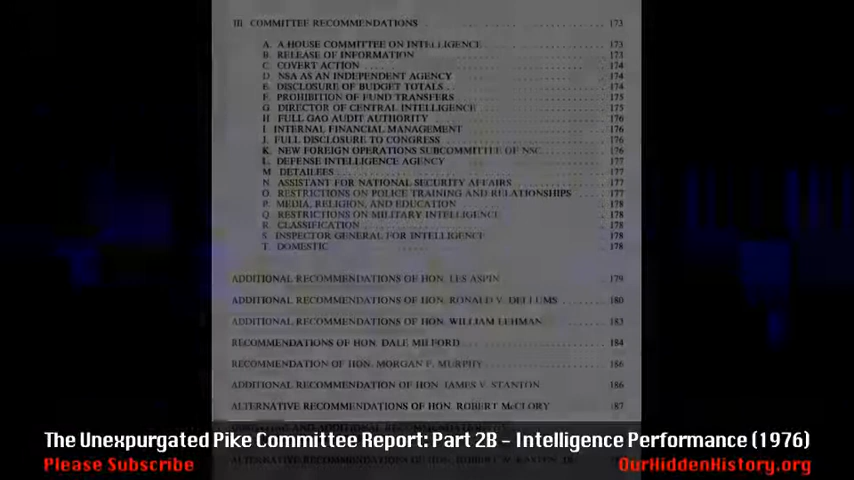 III. COMMITTEE RECOMMENDATIONS 173
A. A HOUSE COMMITTEE ON INTELLIGENCE 173
B. RELEASE OF INFORMATION 173
C. COVERT ACTION 174
D. NSA AS AN INDEPENDENT AGENCY 174
E. DISCLOSURE OF BUDGET TOTALS 174
F. PROHIBITION OF FUND TRANSFERS 175
G. DIRECTOR OF CENTRAL INTELLIGENCE 175
H. FULL GAO AUDIT AUTHORITY 176
I. INTERNAL FINANCIAL MANAGEMENT 176
J. FULL DISCLOSURE TO CONGRESS 176
K. NEW FOREIGN OPERATIONS SUBCOMMITTEE OF NSC 176
L. DEFENSE INTELLIGENCE AGENCY 177
M. DETAILEES 177
N. ASSISTANT FOR NATIONAL SECURITY AFFAIRS 177
O. RESTRICTIONS ON POLICE TRAINING AND RELATIONSHIPS 177
P. MEDIA, RELIGION, AND EDUCATION 178
Q. RESTRICTIONS ON MILITARY INTELLIGENCE 178
R. CLASSIFICATION 178
S. INSPECTOR GENERAL FOR INTELLIGENCE 178
T. DOMESTIC 178
ADDITIONAL RECOMMENDATIONS OF HON. LES ASPIN 179
ADDITIONAL RECOMMENDATIONS OF HON. RONALD V. DELLUMS 180
ADDITIONAL RECOMMENDATIONS OF HON. WILLIAM LEHMAN 183
RECOMMENDATIONS OF HON. DALE MILFORD 184
RECOMMENDATION OF HON. MORGAN F. MURPHY 186
ADDITIONAL RECOMMENDATION OF HON. JAMES V. STANTON 186
ALTERNATIVE RECOMMENDATIONS OF HON. ROBERT McCLORY 187
The Unexpurgated Pike Committee Report: Part 2B - Intelligence Performance (1976)
Please Subscribe
OurHiddenHistory.org